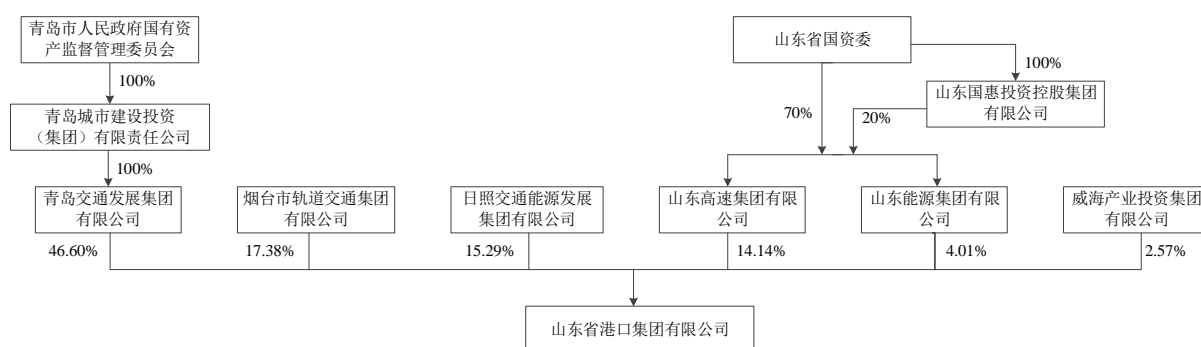 青岛市人民政府国有资
产监督管理委员会
山东省国资委
100%
100%
青岛城市建设投资
（集团）有限责任公司
山东国惠投资控股集团
有限公司
70%
20%
100%
青岛交通发展集团
有限公司
烟台市轨道交通集团
有限公司
日照交通能源发展
集团有限公司
山东高速集团有限
公司
山东能源集团有限
公司
威海产业投资集团
有限公司
46.60%
17.38%
15.29%
14.14%
4.01%
2.57%
山东省港口集团有限公司